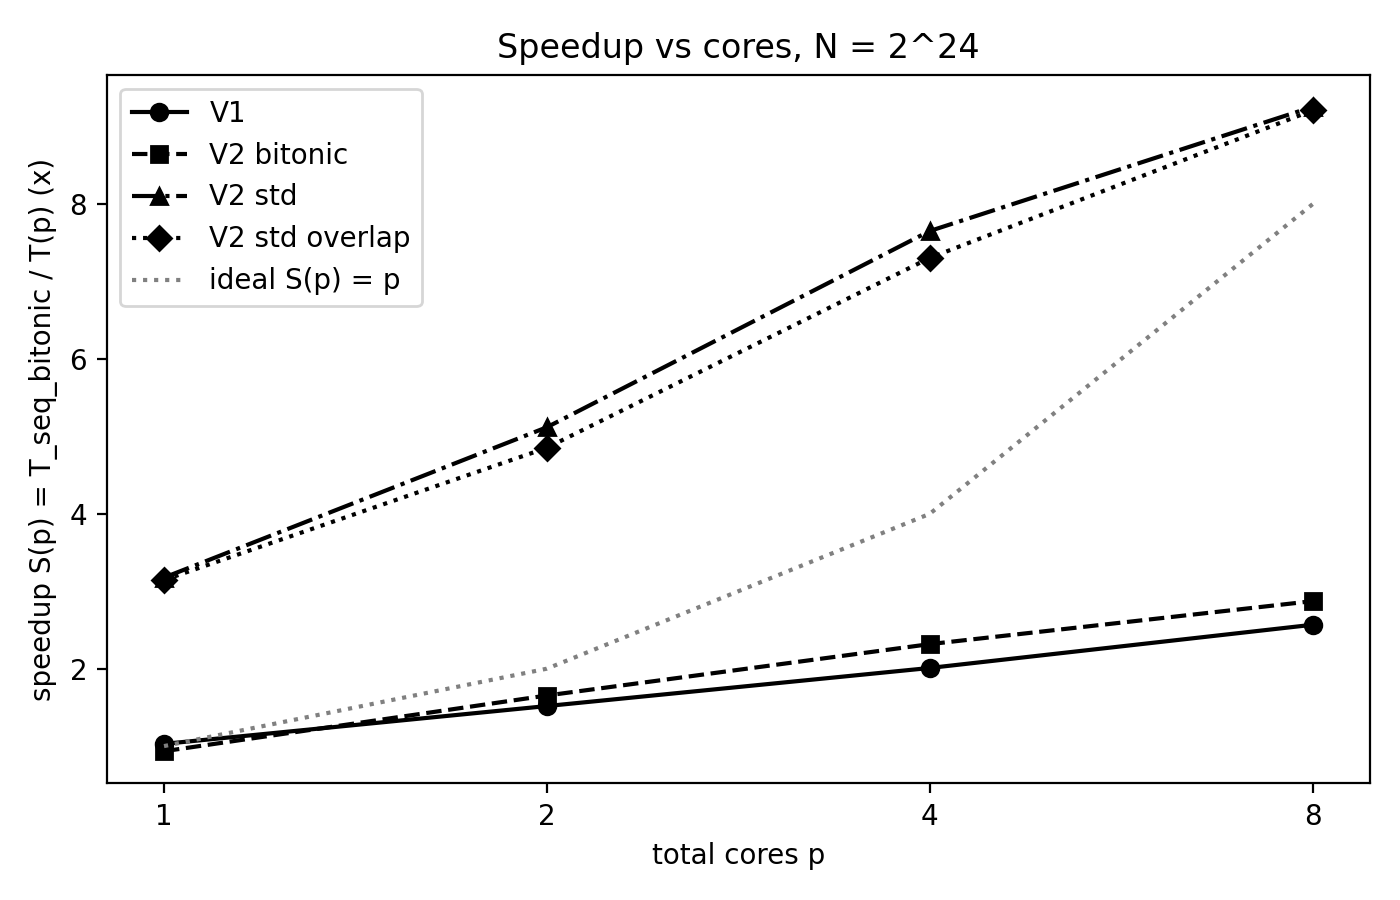 Speedup vs cores, N = 2^24
V1
V2 bitonic
V2 std
V2 std overlap
ideal S(p) = p
speedup S(p) = T_seq_bitonic / T(p) (x)
8
6
4
2
1 2 4 8
total cores p